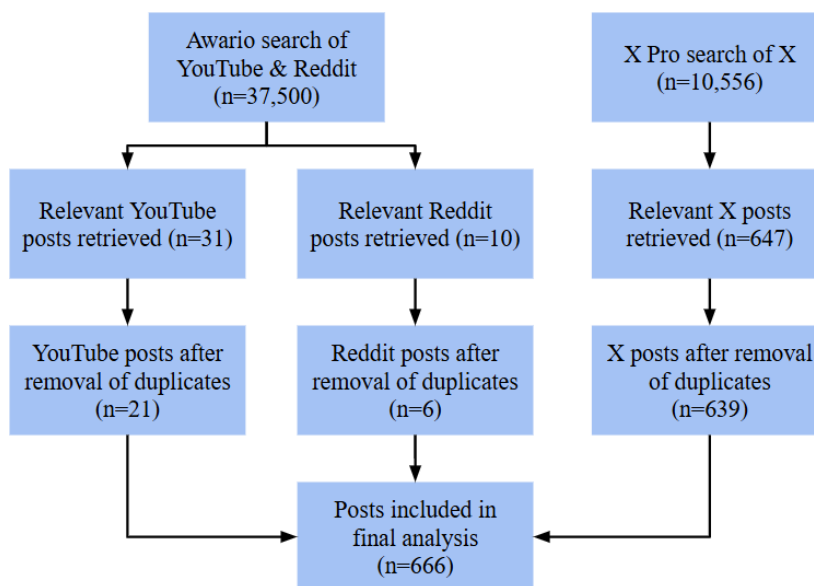 Awario search of
YouTube & Reddit
(n=37,500)
X Pro search of X
(n=10,556)
Relevant YouTube
posts retrieved (n=31)
Relevant Reddit
posts retrieved (n=10)
Relevant X posts
retrieved (n=647)
YouTube posts after
removal of duplicates
(n=21)
Reddit posts after
removal of duplicates
(n=6)
X posts after removal
of duplicates
(n=639)
Posts included in
final analysis
(n=666)